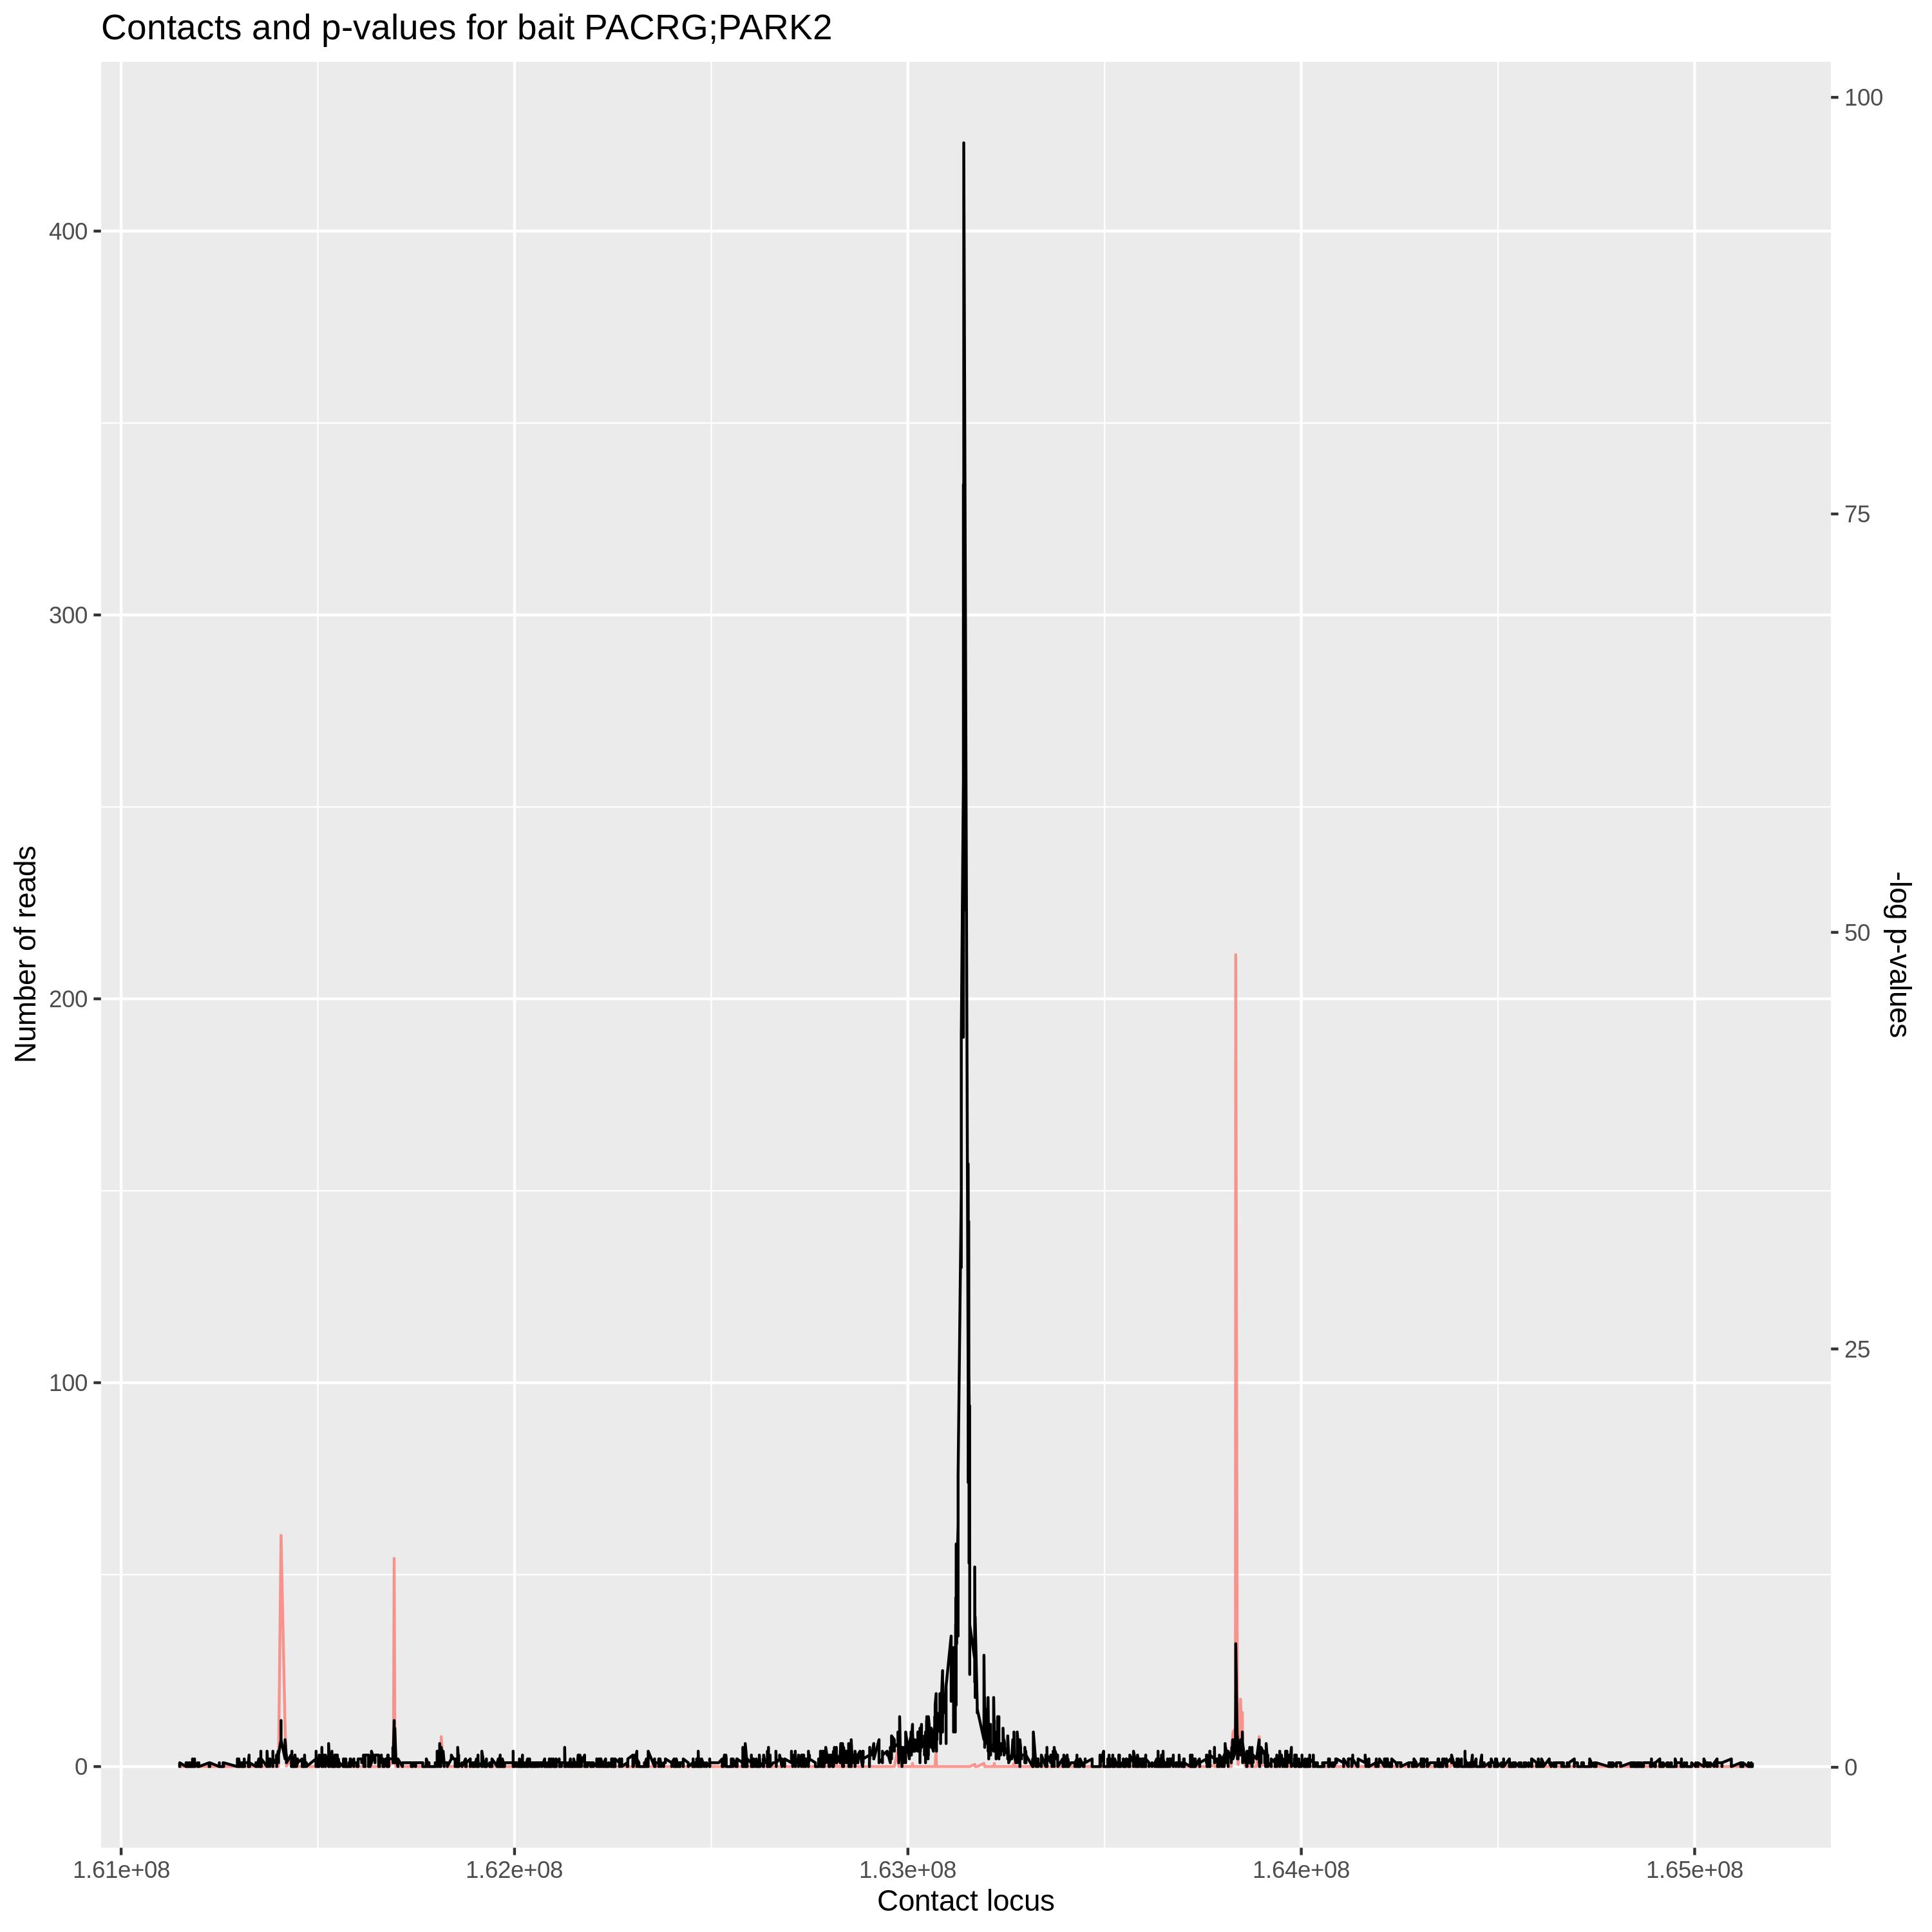 Contacts and p-values for bait PACRG;PARK2
400
300
200
100
0
Number of reads
100
75
50
25
0
-log p-values
1.61e+08
1.62e+08
1.63e+08
1.64e+08
1.65e+08
Contact locus